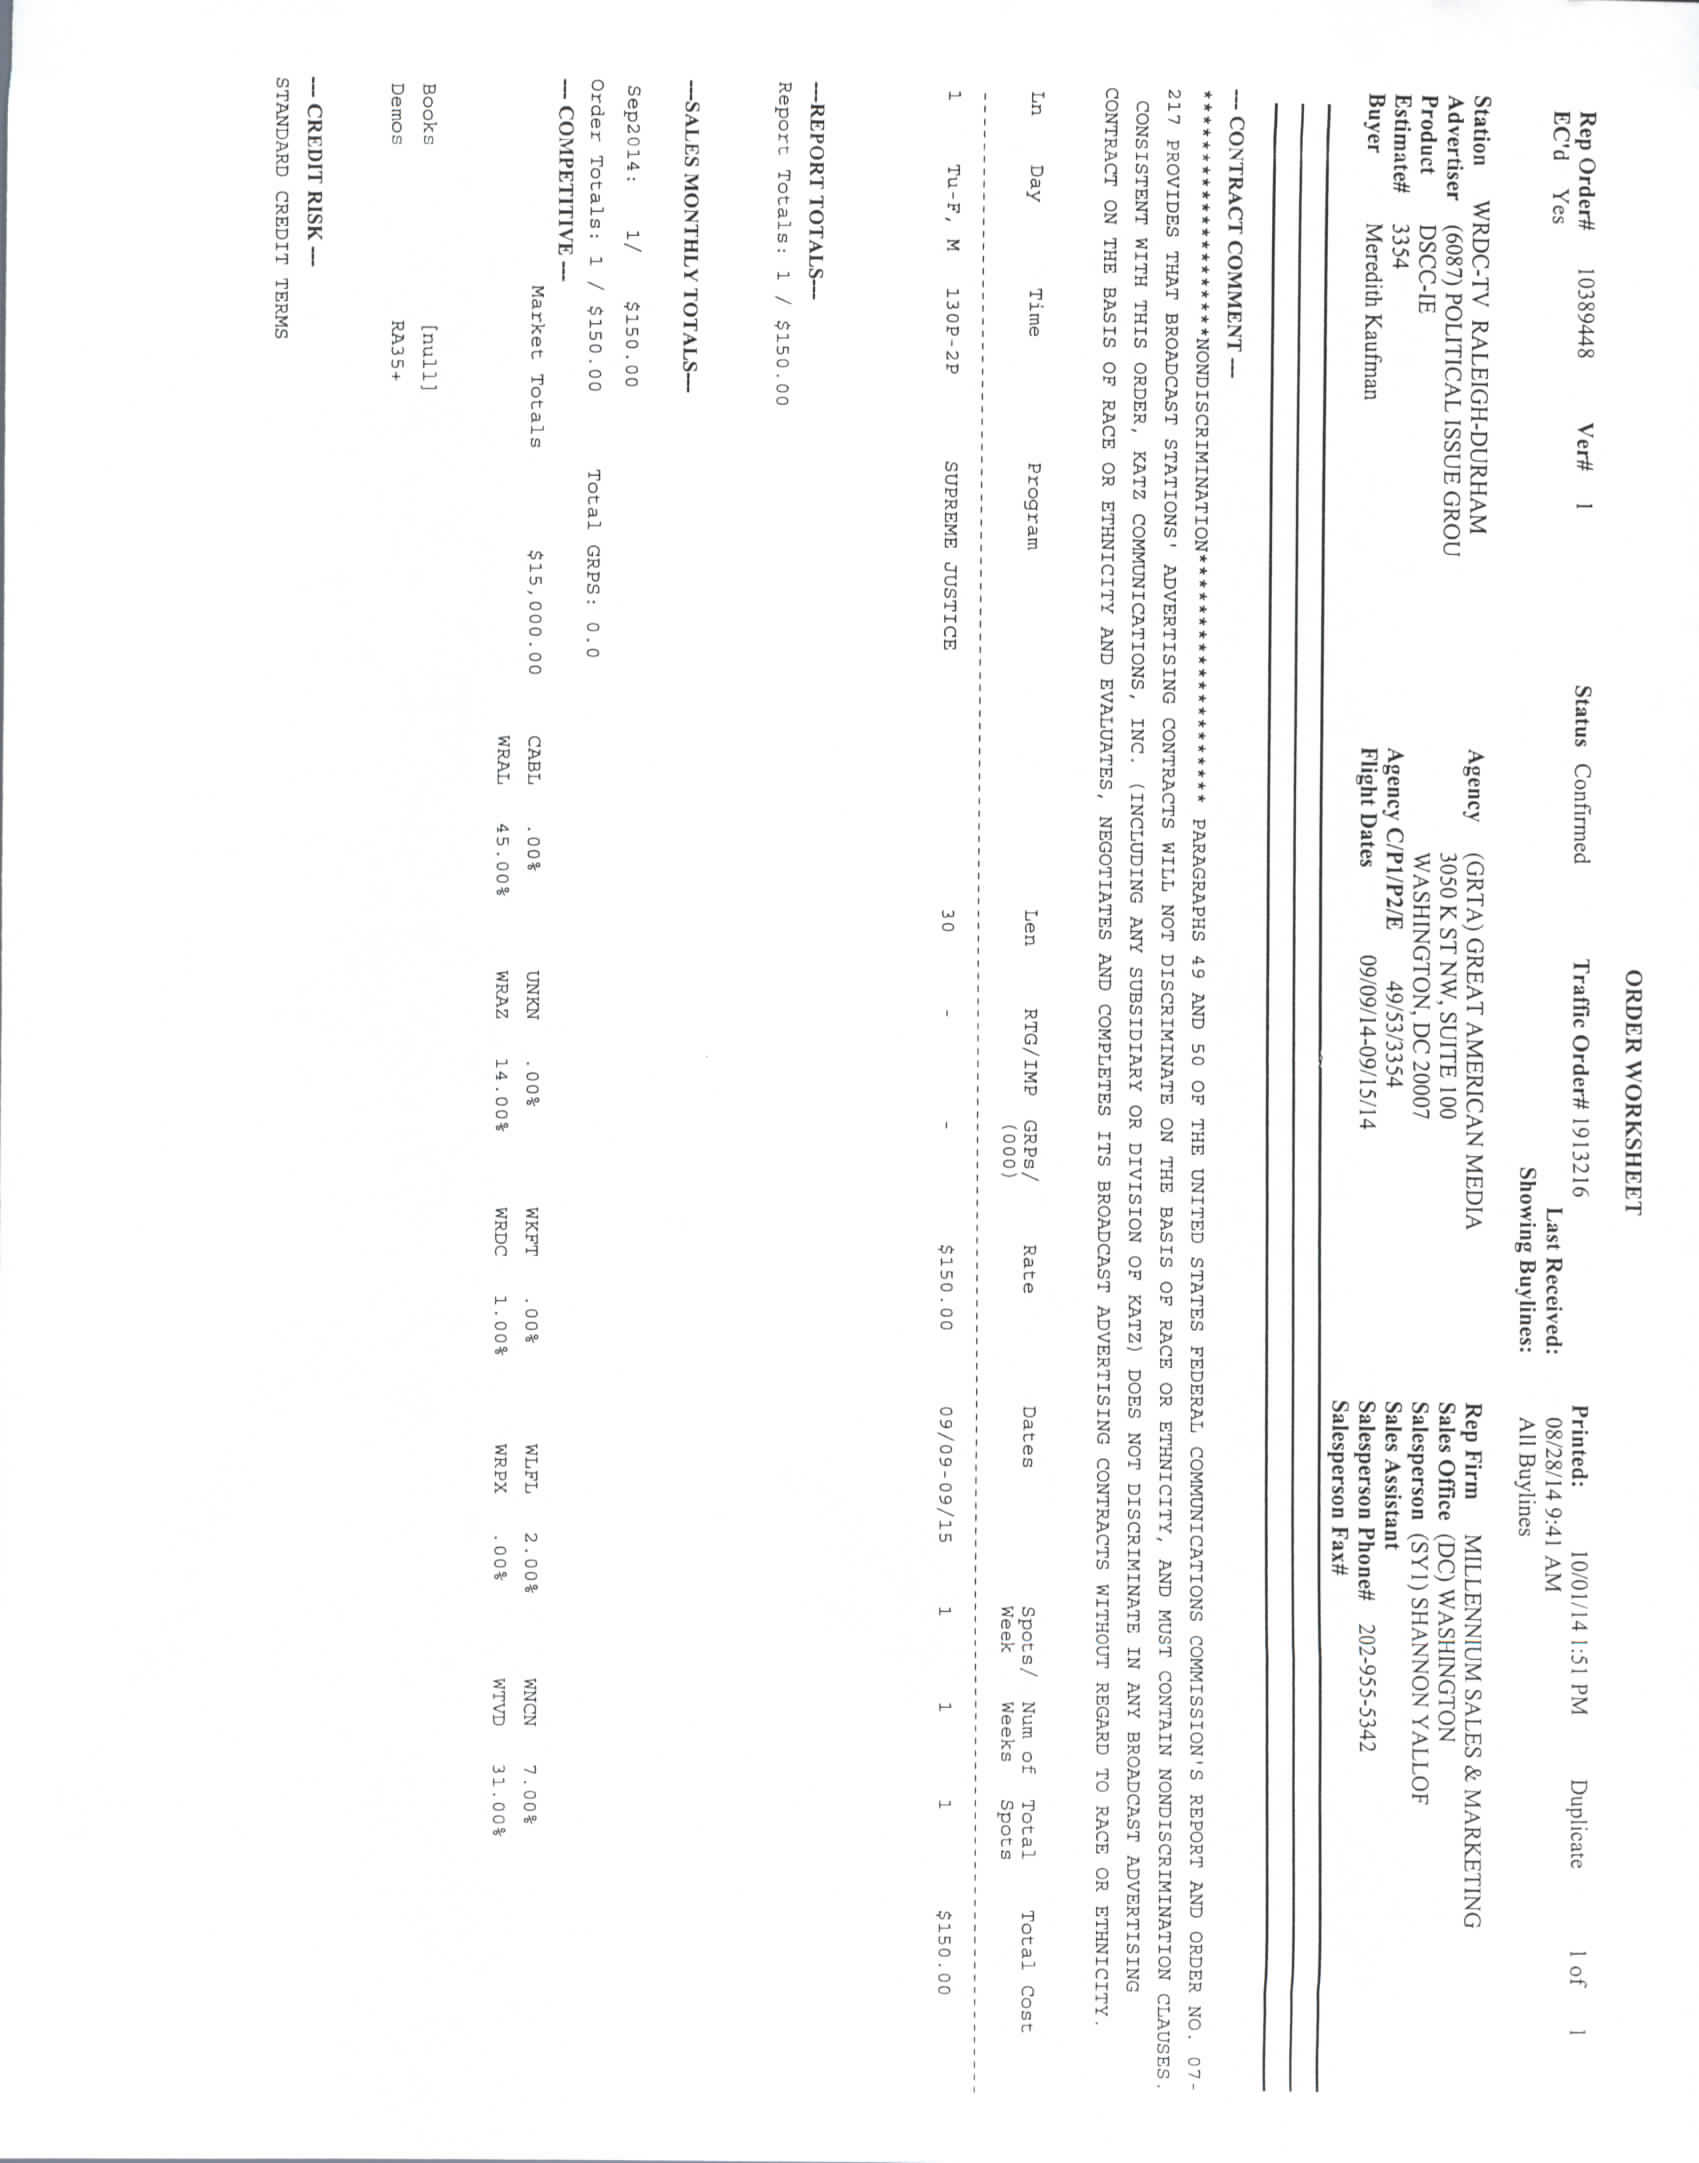 ORDER WORKSHEET
Rep Order# 10389448 Ver# 1 Status Confirmed Traffic Order# 1913216 Printed: 10/01/14 1:51 PM Duplicate 1 of 1
EC'd Yes Last Received: 08/28/14 9:41 AM
Showing Buylines: All Buylines
Station WRDC-TV RALEIGH-DURHAM Agency (GRTA) GREAT AMERICAN MEDIA Rep Firm MILLENNIUM SALES & MARKETING
Advertiser (6087) POLITICAL ISSUE GROU 3050 K ST NW, SUITE 100 Sales Office (DC) WASHINGTON
Product DSCC-IE WASHINGTON, DC 20007 Salesperson (SY1) SHANNON YALLOF
Estimate# 3354 Agency C/P1/P2/E 49/53/3354 Sales Assistant
Buyer Meredith Kaufman Flight Dates 09/09/14-09/15/14 Salesperson Phone# 202-955-5342
Salesperson Fax#
--- CONTRACT COMMENT ---
****************************NONDISCRIMINATION**************************** PARAGRAPHS 49 AND 50 OF THE UNITED STATES FEDERAL COMMUNICATIONS COMMISSION'S REPORT AND ORDER NO. 07-
217 PROVIDES THAT BROADCAST STATIONS' ADVERTISING CONTRACTS WILL NOT DISCRIMINATE ON THE BASIS OF RACE OR ETHNICITY, AND MUST CONTAIN NONDISCRIMINATION CLAUSES.
CONSISTENT WITH THIS ORDER, KATZ COMMUNICATIONS, INC. (INCLUDING ANY SUBSIDIARY OR DIVISION OF KATZ) DOES NOT DISCRIMINATE IN ANY BROADCAST ADVERTISING
CONTRACT ON THE BASIS OF RACE OR ETHNICITY AND EVALUATES, NEGOTIATES AND COMPLETES ITS BROADCAST ADVERTISING CONTRACTS WITHOUT REGARD TO RACE OR ETHNICITY.
Ln Day Time Program Len RTG/IMP GRPs/ Rate Dates Spots/ Num of Total Total Cost
(000) Week Weeks Spots
1 Tu-F, M 130P-2P SUPREME JUSTICE 30 - - $150.00 09/09-09/15 1 1 1 $150.00
---REPORT TOTALS---
Report Totals: 1 / $150.00
---SALES MONTHLY TOTALS---
Sep2014: 1/ $150.00
Order Totals: 1 / $150.00 Total GRPS: 0.0
--- COMPETITIVE ---
Market Totals $15,000.00 CABL .00% UNKN .00% WKFT .00% WLFL 2.00% WNCN 7.00%
WRAL 45.00% WRAZ 14.00% WRDC 1.00% WRPX .00% WTVD 31.00%
Books [null]
Demos RA35+
--- CREDIT RISK ---
STANDARD CREDIT TERMS